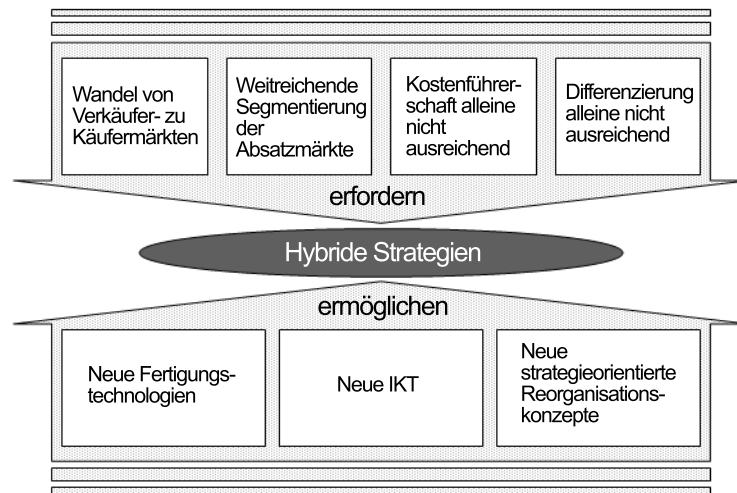 Wandel von
Verkäufer- zu
Käufermärkten
Weitreichende
Segmentierung
der
Absatzmärkte
Kostenführer-
schaft alleine
nicht
ausreichend
Differenzierung
alleine nicht
ausreichend
erfordern
Hybride Strategien
ermöglichen
Neue Fertigungs-
technologien
Neue IKT
Neue
strategieorientierte
Reorganisations-
konzepte